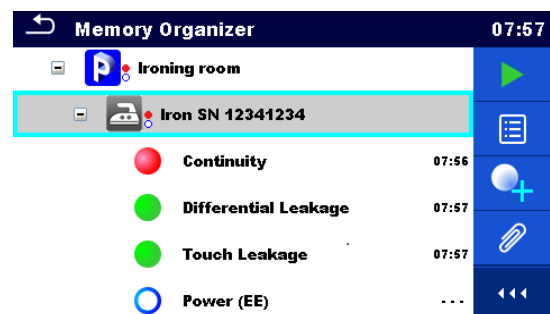 Memory Organizer 07:57
Ironing room
Iron SN 12341234
Continuity 07:56
Differential Leakage 07:57
Touch Leakage 07:57
Power (EE) ---